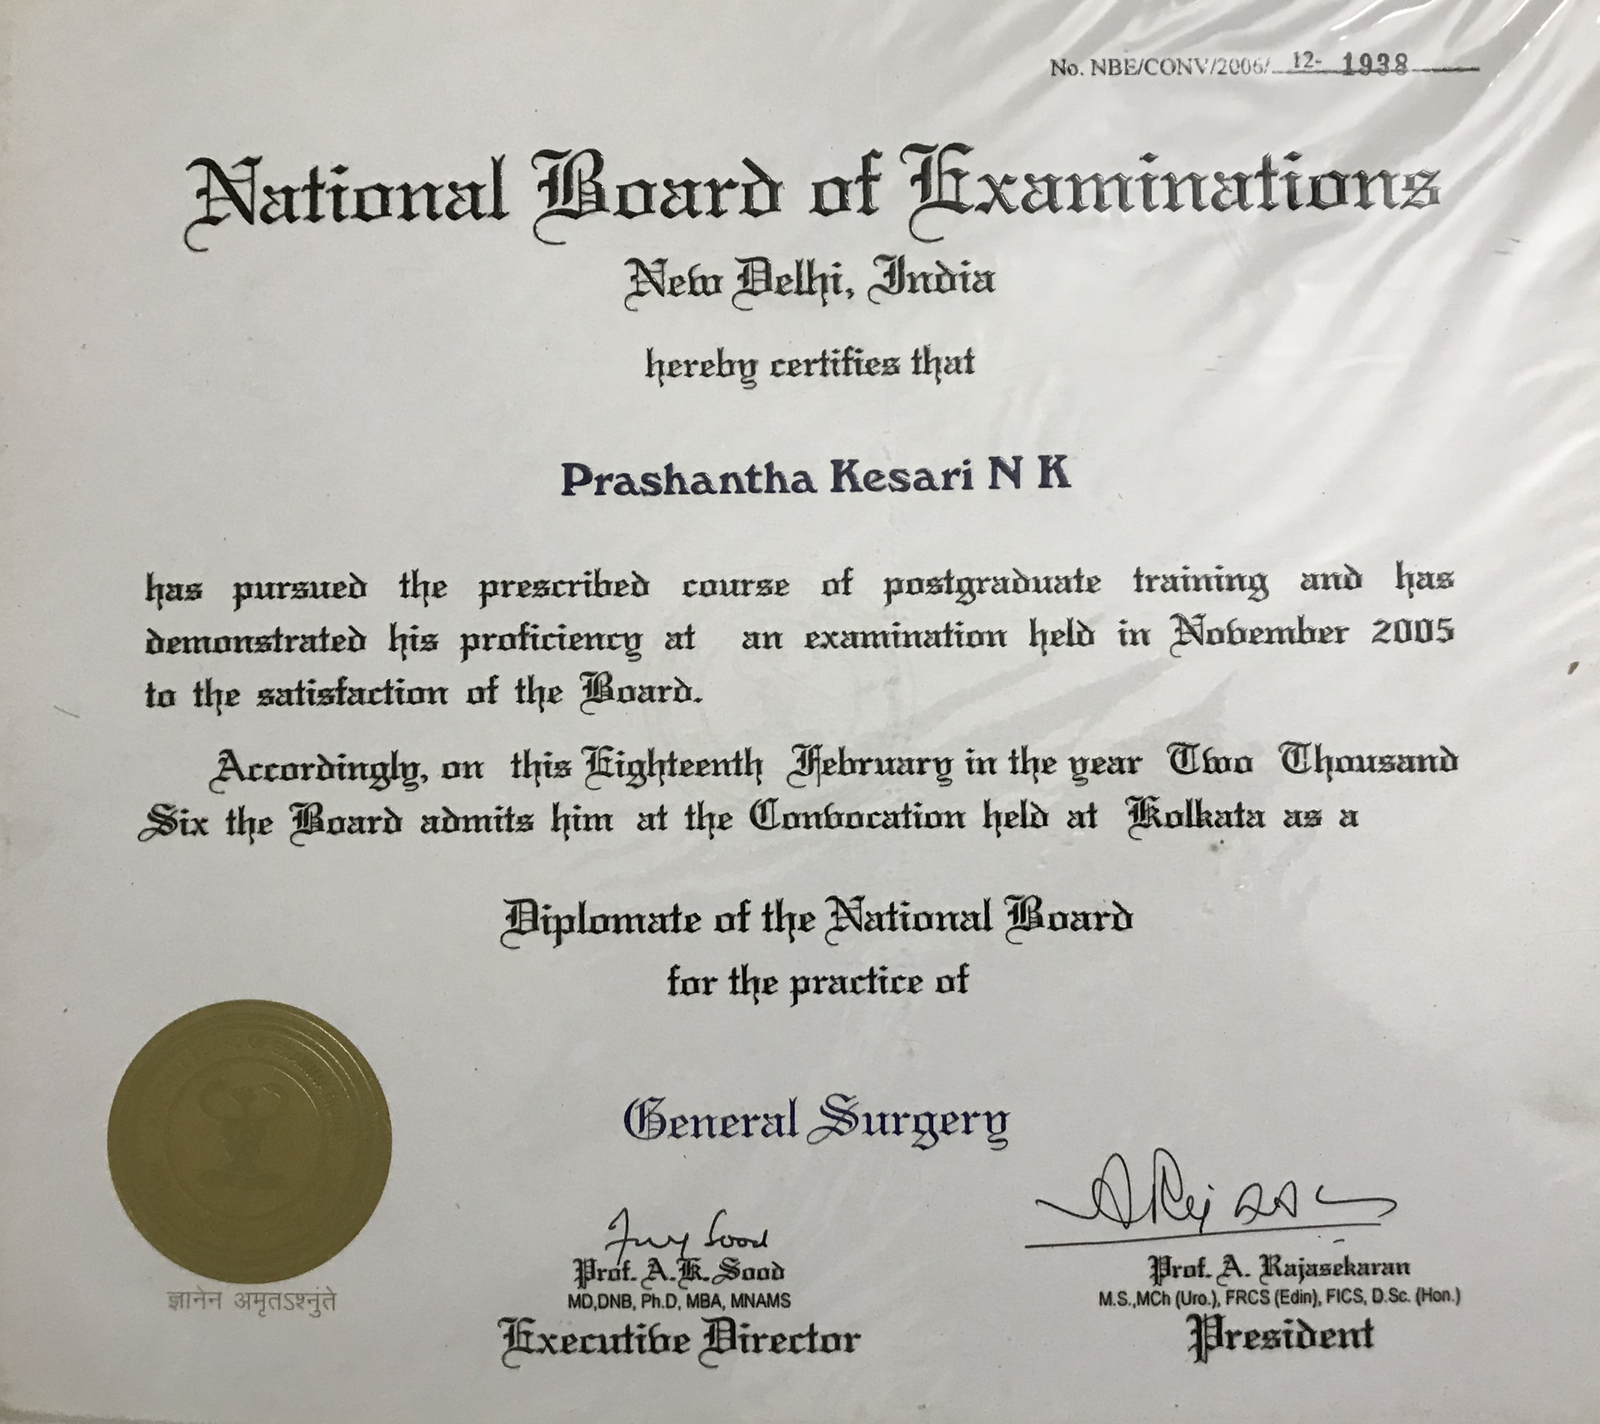 No. NBE/CONV/2006/ 12- 1938
National Board of Examinations
New Delhi, India
hereby certifies that
Prashantha Kesari N K
has pursued the prescribed course of postgraduate training and has
demonstrated his proficiency at an examination held in November 2005
to the satisfaction of the Board.
Accordingly, on this Eighteenth February in the year Two Thousand
Six the Board admits him at the Convocation held at Kolkata as a
Diplomate of the National Board
for the practice of
General Surgery
Prof. A.K. Sood
MD,DNB, Ph.D, MBA, MNAMS
Executive Director
Prof. A. Rajasekaran
M.S.,MCh (Uro.), FRCS (Edin), FICS, D.Sc. (Hon.)
President
ज्ञानेन अमृतऽश्नुंते